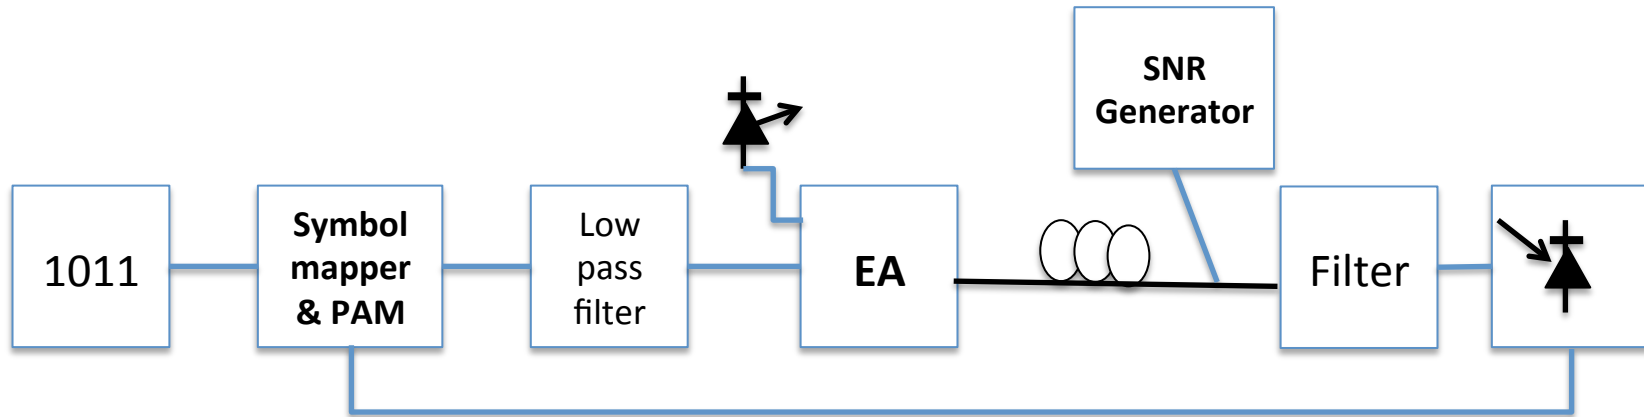 1011
Symbol
mapper
& PAM
Low
pass
filter
EA
SNR
Generator
Filter